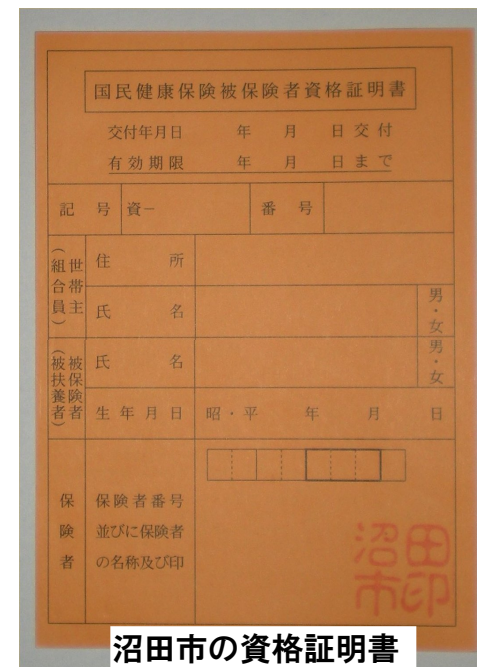 国民健康保険被保険者資格証明書
交付年月日　年　月　日交付
有効期限　年　月　日まで
記号　資－　番号
世帯主
（組合員）
住所
氏名　男・女
被保険者
（被扶養者）
氏名　男・女
生年月日　昭・平　年　月　日
保険者
保険者番号
並びに保険者
の名称及び印
沼田
市印
沼田市の資格証明書